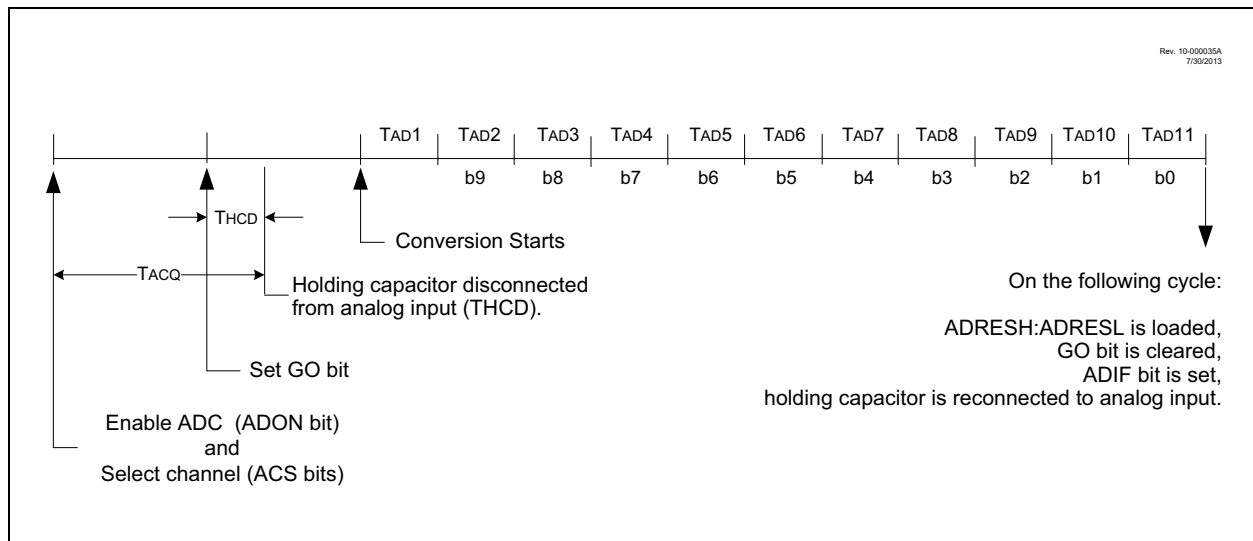 Rev. 10-000035A
7/30/2013
TAD1 TAD2 TAD3 TAD4 TAD5 TAD6 TAD7 TAD8 TAD9 TAD10 TAD11
b9 b8 b7 b6 b5 b4 b3 b2 b1 b0
THCD
Conversion Starts
TACQ
Holding capacitor disconnected
from analog input (THCD).
On the following cycle:
ADRESH:ADRESL is loaded,
GO bit is cleared,
ADIF bit is set,
holding capacitor is reconnected to analog input.
Set GO bit
Enable ADC (ADON bit)
and
Select channel (ACS bits)